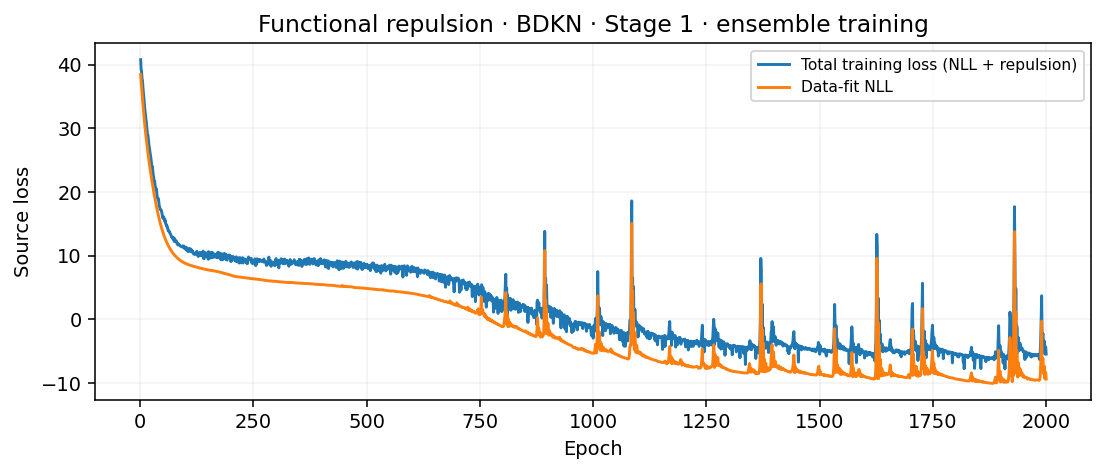 Functional repulsion · BDKN · Stage 1 · ensemble training
Total training loss (NLL + repulsion)
Data-fit NLL
Source loss
40
30
20
10
0
−10
0 250 500 750 1000 1250 1500 1750 2000
Epoch